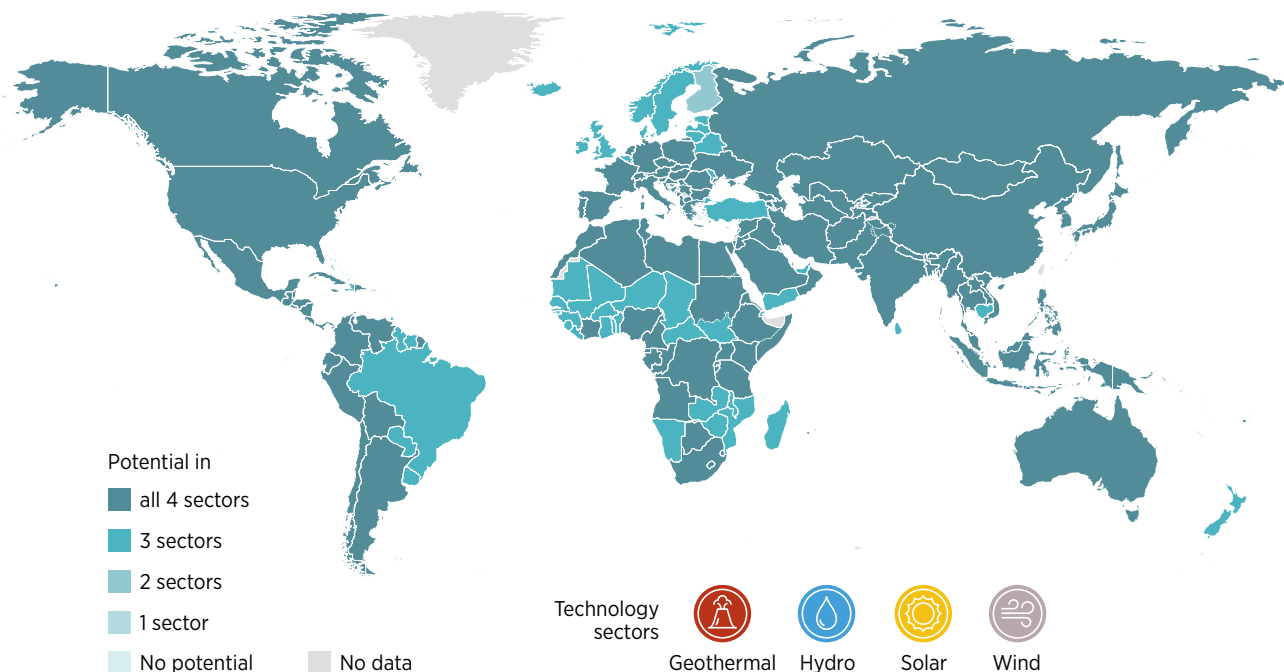 Potential in
all 4 sectors
3 sectors
2 sectors
1 sector
No potential
No data
Technology
sectors
Geothermal
Hydro
Solar
Wind